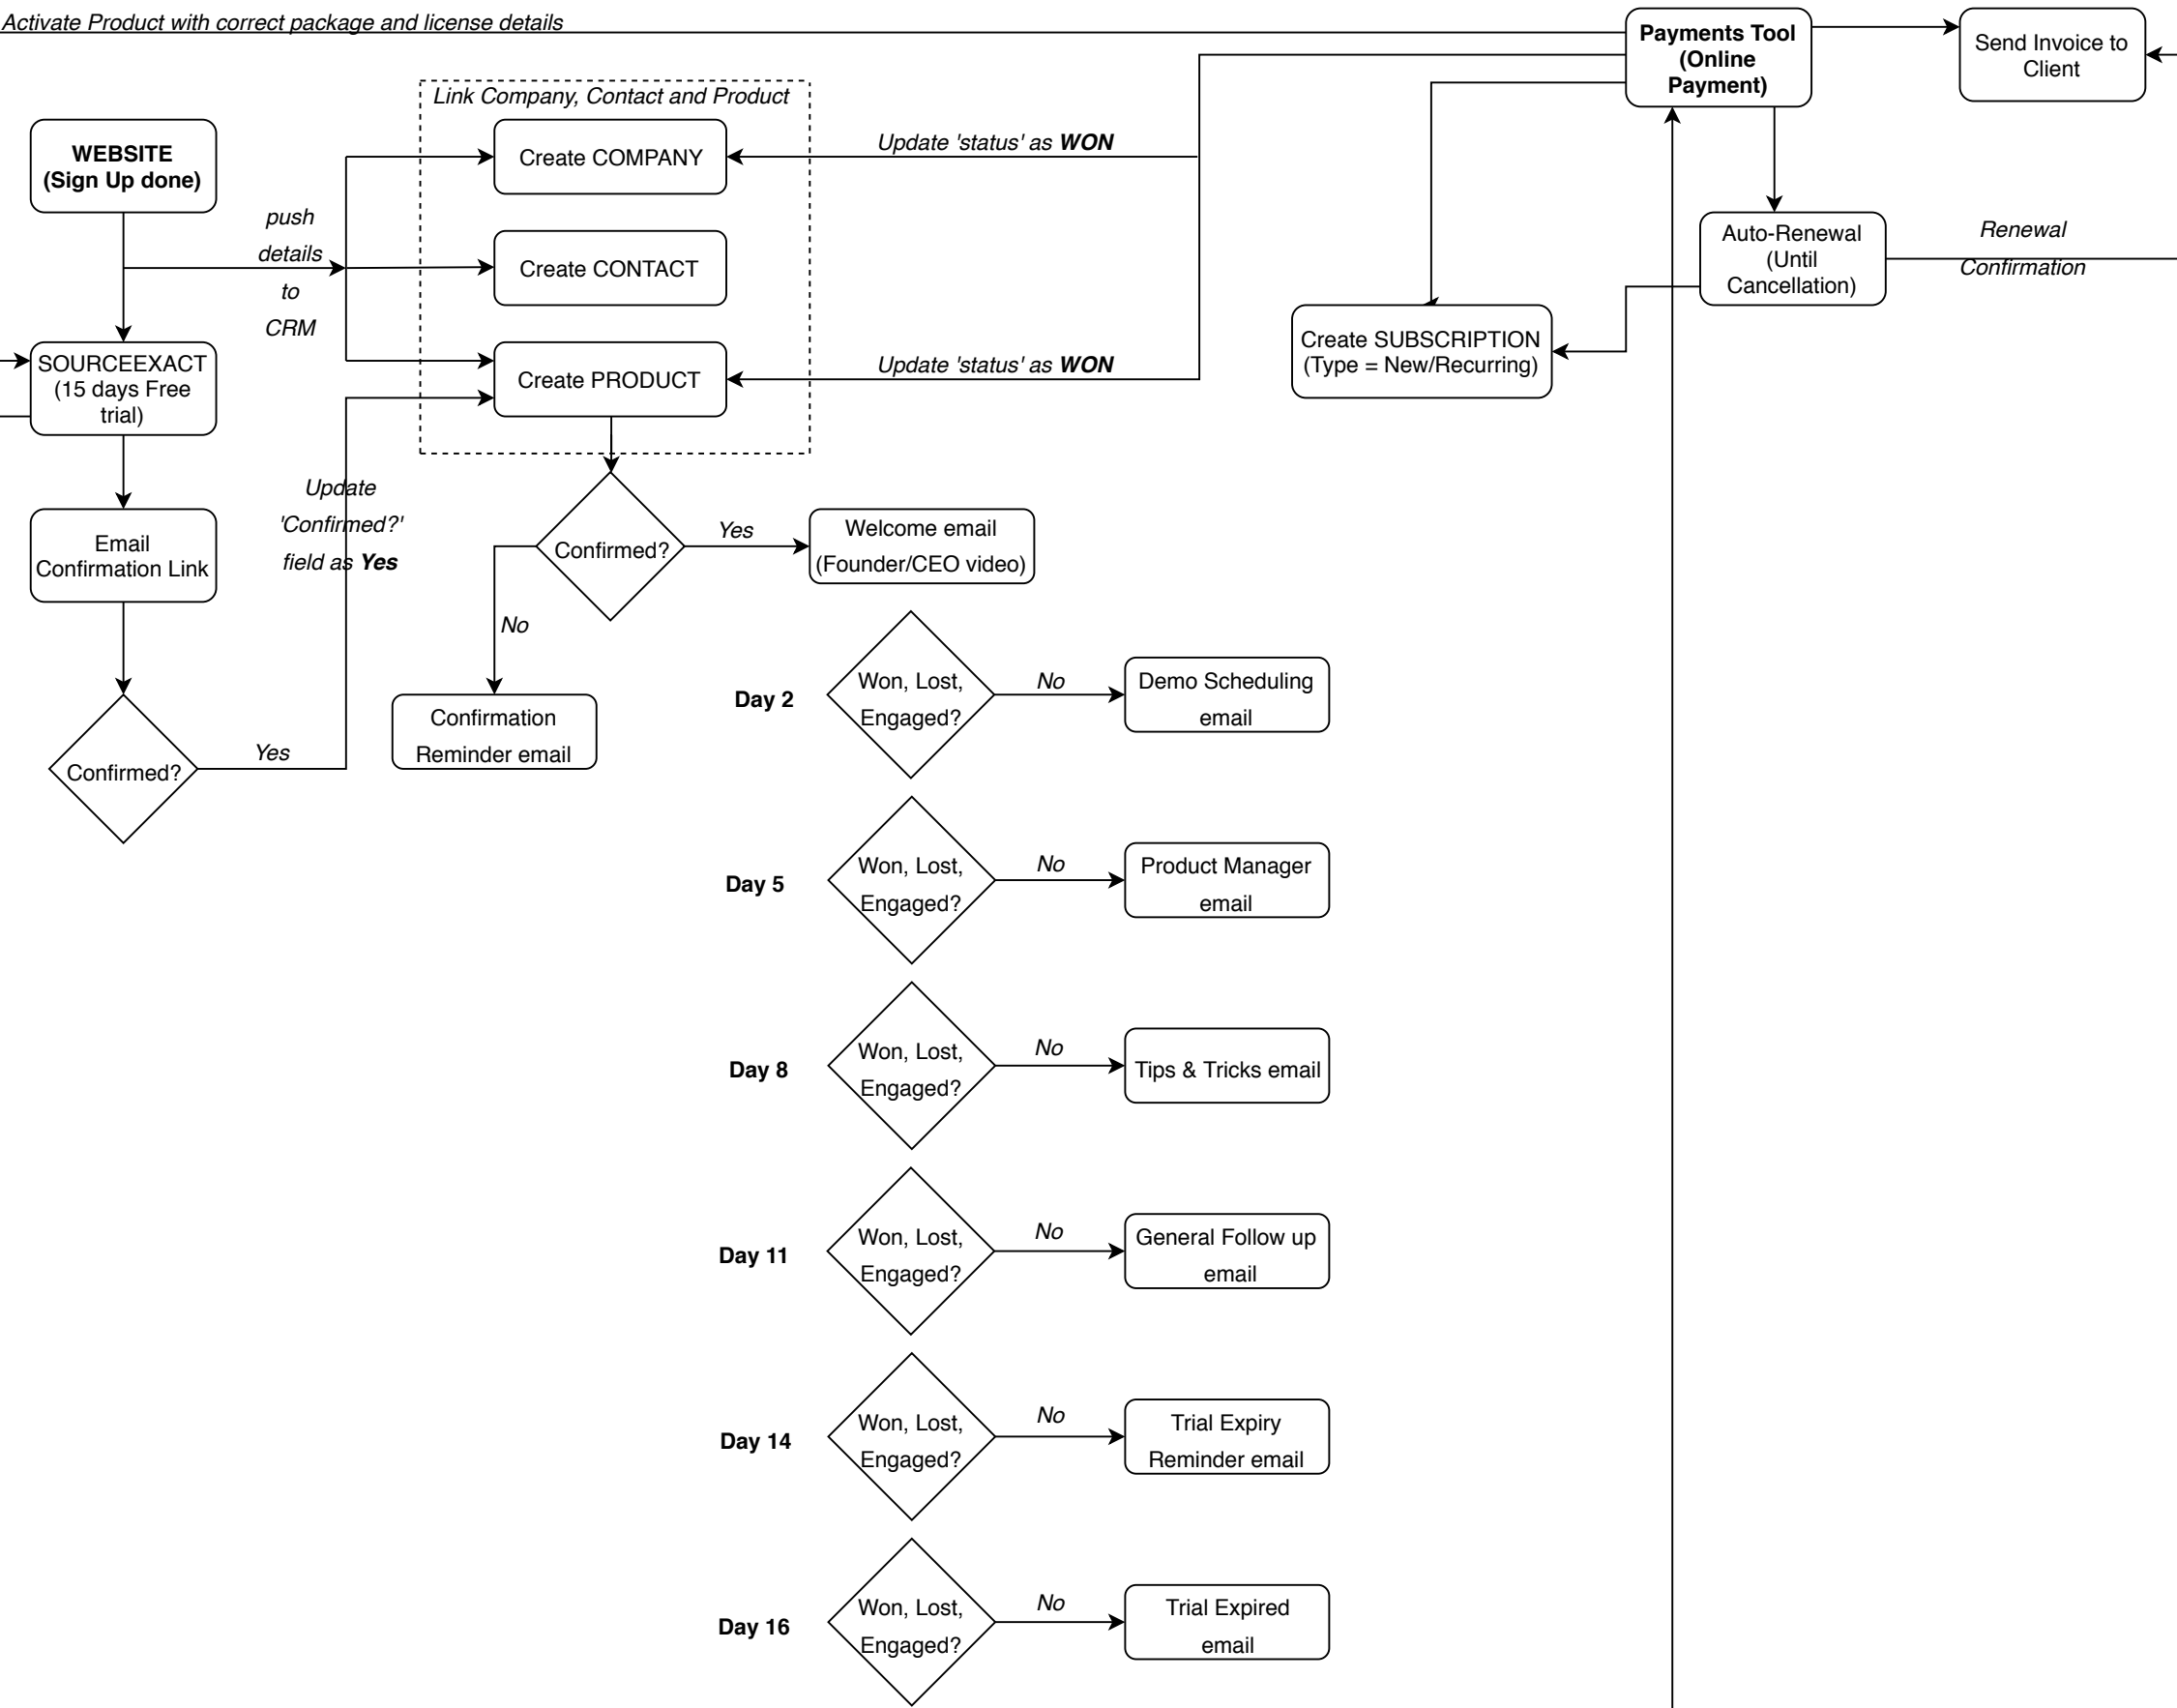 Activate Product with correct package and license details
Payments Tool
(Online
Payment)
Send Invoice to
Client
Link Company, Contact and Product
WEBSITE
(Sign Up done)
Create COMPANY
Update 'status' as WON
push
details
to
CRM
Create CONTACT
Auto-Renewal
(Until
Cancellation)
Renewal
Confirmation
SOURCEEXACT
(15 days Free
trial)
Create PRODUCT
Update 'status' as WON
Create SUBSCRIPTION
(Type = New/Recurring)
Update
'Confirmed?'
field as Yes
Email
Confirmation Link
Confirmed?
Yes
Welcome email
(Founder/CEO video)
No
Confirmation
Reminder email
Confirmed?
Yes
Day 2
Won, Lost,
Engaged?
No
Demo Scheduling
email
Day 5
Won, Lost,
Engaged?
No
Product Manager
email
Day 8
Won, Lost,
Engaged?
No
Tips & Tricks email
Day 11
Won, Lost,
Engaged?
No
General Follow up
email
Day 14
Won, Lost,
Engaged?
No
Trial Expiry
Reminder email
Day 16
Won, Lost,
Engaged?
No
Trial Expired
email